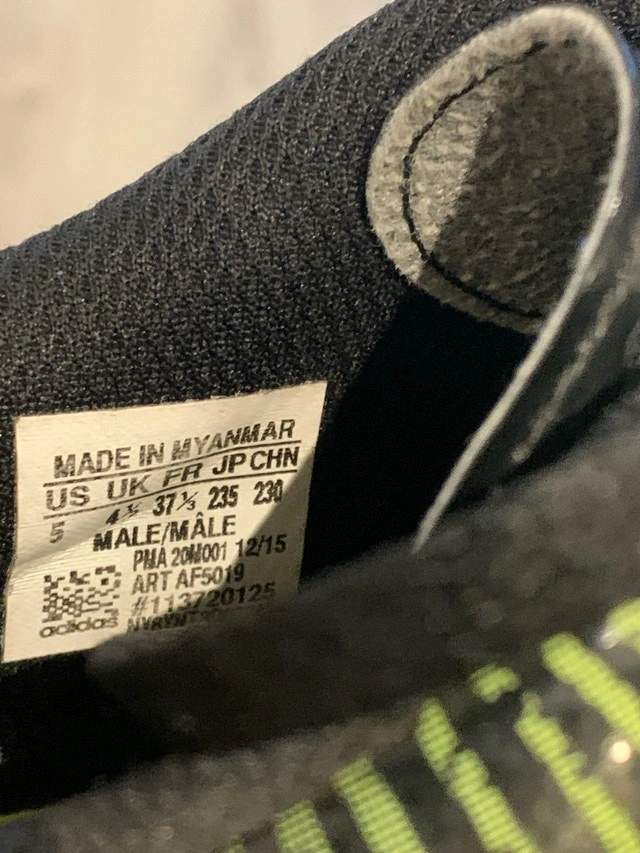 MADE IN MYANMAR
US UK FR JP CHN
5 4½ 37⅓ 235 230
MALE/MÂLE
PMA 20M001 12/15
ART AF5019
#113720125
adidas